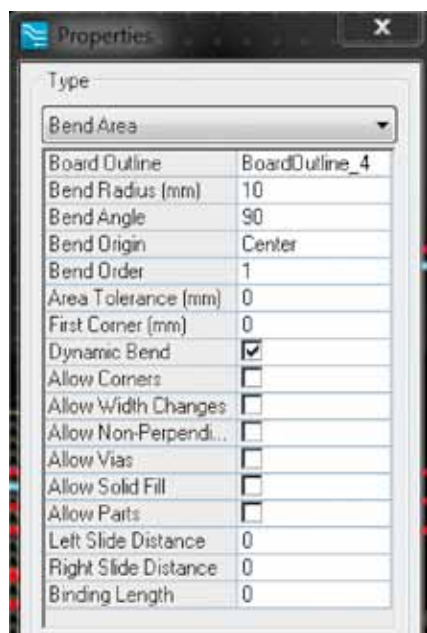 Properties
Type
Bend Area
Board Outline BoardOutline_4
Bend Radius (mm) 10
Bend Angle 90
Bend Origin Center
Bend Order 1
Area Tolerance (mm) 0
First Corner (mm) 0
Dynamic Bend
Allow Corners
Allow Width Changes
Allow Non-Perpendi...
Allow Vias
Allow Solid Fill
Allow Parts
Left Slide Distance 0
Right Slide Distance 0
Binding Length 0